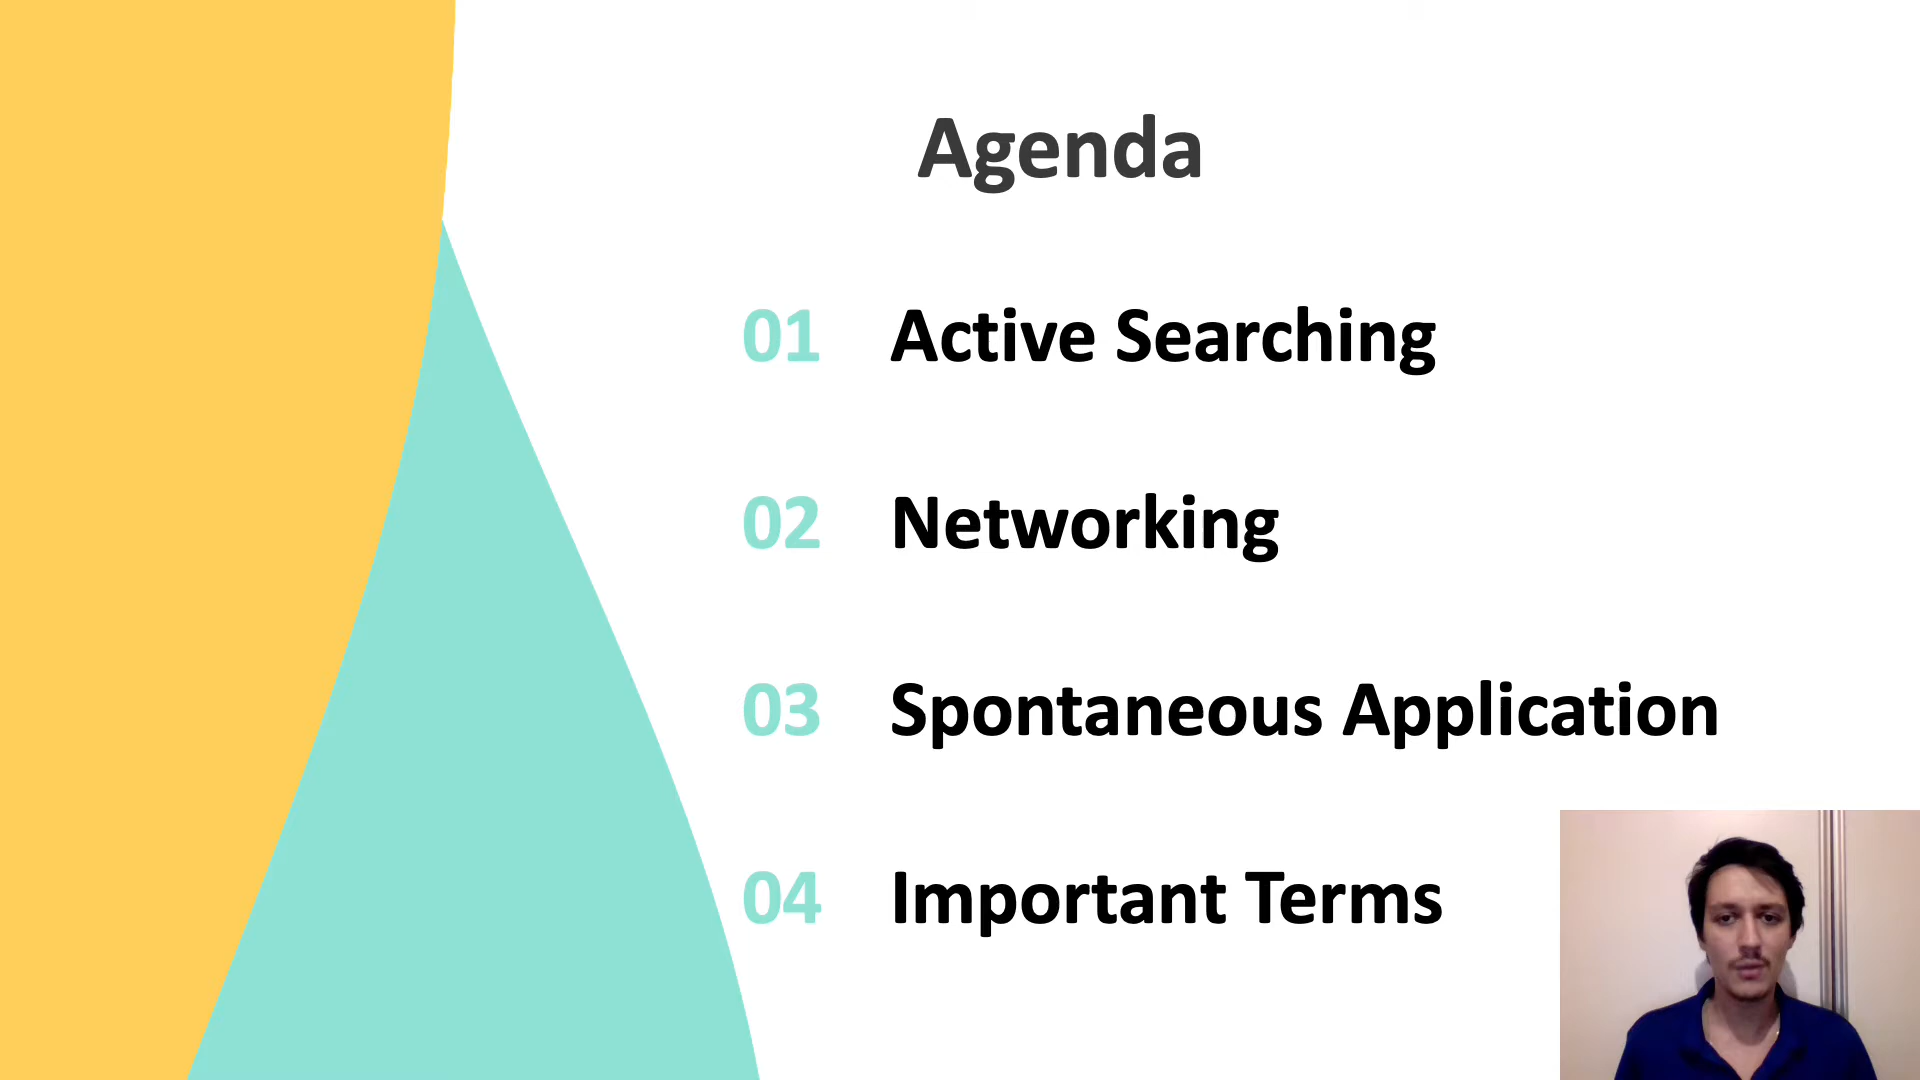 Agenda
01 Active Searching
02 Networking
03 Spontaneous Application
04 Important Terms